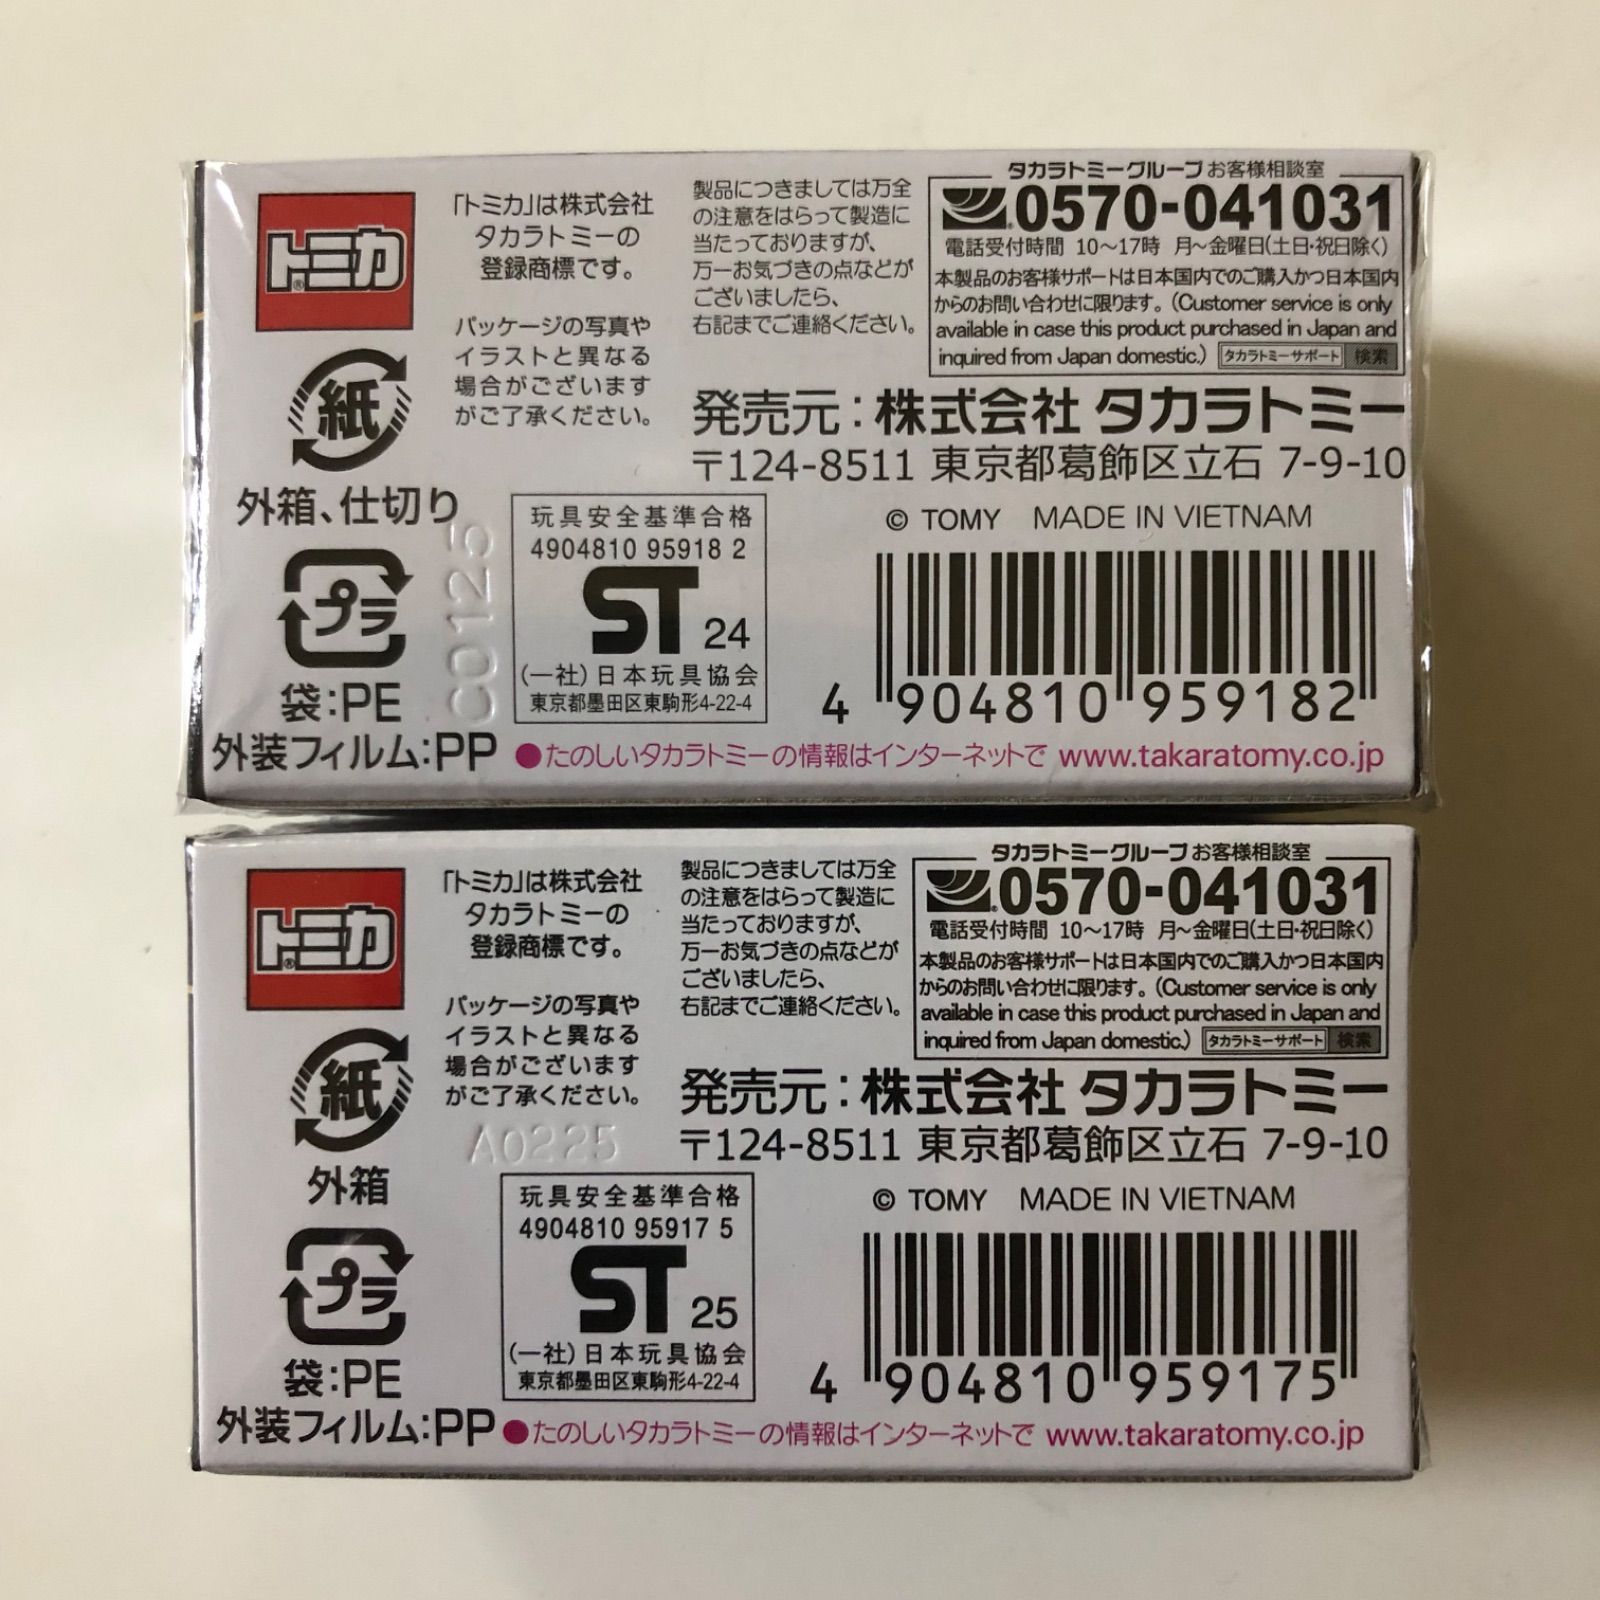 トミカ®
「トミカ」は株式会社
タカラトミーの
登録商標です。
パッケージの写真や
イラストと異なる
場合がございます
がご了承ください。
製品につきましては万全
の注意をはらって製造に
当たっておりますが、
万一お気づきの点などが
ございましたら、
右記までご連絡ください。
タカラトミーグループ お客様相談室
0570-041031
電話受付時間 10〜17時 月〜金曜日(土日・祝日除く)
本製品のお客様サポートは日本国内でのご購入かつ日本国内
からのお問い合わせに限ります。(Customer service is only
available in case this product purchased in Japan and
inquired from Japan domestic.) タカラトミーサポート 検索
発売元:株式会社 タカラトミー
〒124-8511 東京都葛飾区立石 7-9-10
紙
外箱、仕切り
プラ
袋:PE
外装フィルム:PP
C0125
玩具安全基準合格
4904810 95918 2
ST 24
(一社)日本玩具協会
東京都墨田区東駒形4-22-4
© TOMY MADE IN VIETNAM
4 904810 959182
●たのしいタカラトミーの情報はインターネットで www.takaratomy.co.jp
トミカ®
「トミカ」は株式会社
タカラトミーの
登録商標です。
パッケージの写真や
イラストと異なる
場合がございます
がご了承ください。
製品につきましては万全
の注意をはらって製造に
当たっておりますが、
万一お気づきの点などが
ございましたら、
右記までご連絡ください。
タカラトミーグループ お客様相談室
0570-041031
電話受付時間 10〜17時 月〜金曜日(土日・祝日除く)
本製品のお客様サポートは日本国内でのご購入かつ日本国内
からのお問い合わせに限ります。(Customer service is only
available in case this product purchased in Japan and
inquired from Japan domestic.) タカラトミーサポート 検索
発売元:株式会社 タカラトミー
〒124-8511 東京都葛飾区立石 7-9-10
紙
外箱
プラ
袋:PE
外装フィルム:PP
A0225
玩具安全基準合格
4904810 95917 5
ST 25
(一社)日本玩具協会
東京都墨田区東駒形4-22-4
© TOMY MADE IN VIETNAM
4 904810 959175
●たのしいタカラトミーの情報はインターネットで www.takaratomy.co.jp